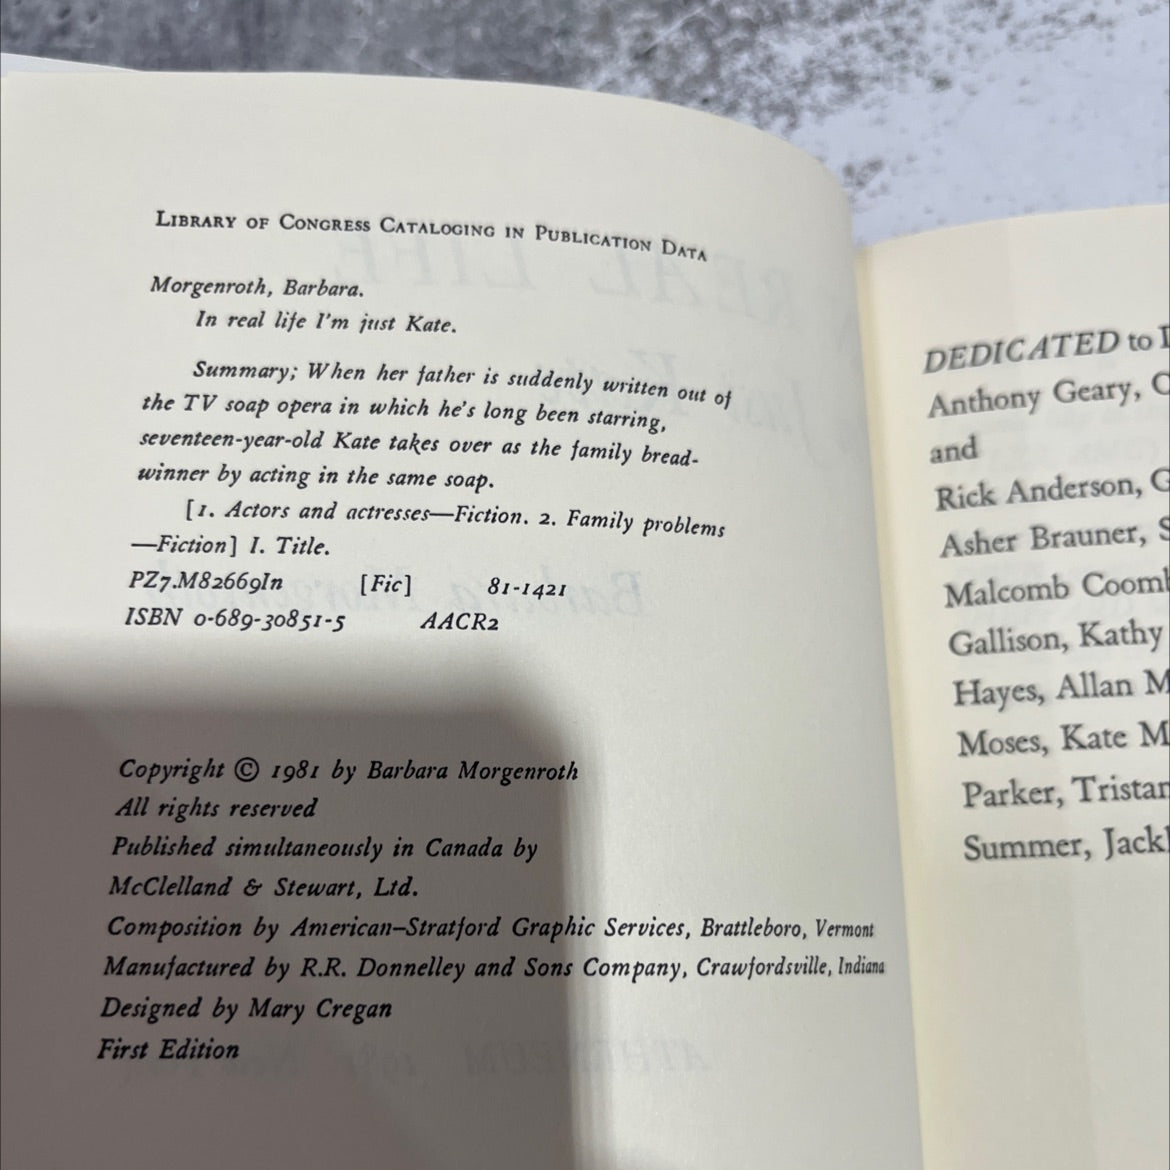 LIBRARY OF CONGRESS CATALOGING IN PUBLICATION DATA
Morgenroth, Barbara.
In real life I'm just Kate.
Summary; When her father is suddenly written out of
the TV soap opera in which he's long been starring,
seventeen-year-old Kate takes over as the family bread-
winner by acting in the same soap.
[1. Actors and actresses—Fiction. 2. Family problems
—Fiction] I. Title.
PZ7.M82669In [Fic] 81-1421
ISBN 0-689-30851-5 AACR2
Copyright © 1981 by Barbara Morgenroth
All rights reserved
Published simultaneously in Canada by
McClelland & Stewart, Ltd.
Composition by American–Stratford Graphic Services, Brattleboro, Vermont
Manufactured by R.R. Donnelley and Sons Company, Crawfordsville, Indiana
Designed by Mary Cregan
First Edition
DEDICATED to
Anthony Geary,
and
Rick Anderson,
Asher Brauner,
Malcomb
Gallison, Kathy
Hayes, Allan
Moses, Kate
Parker,
Summer,